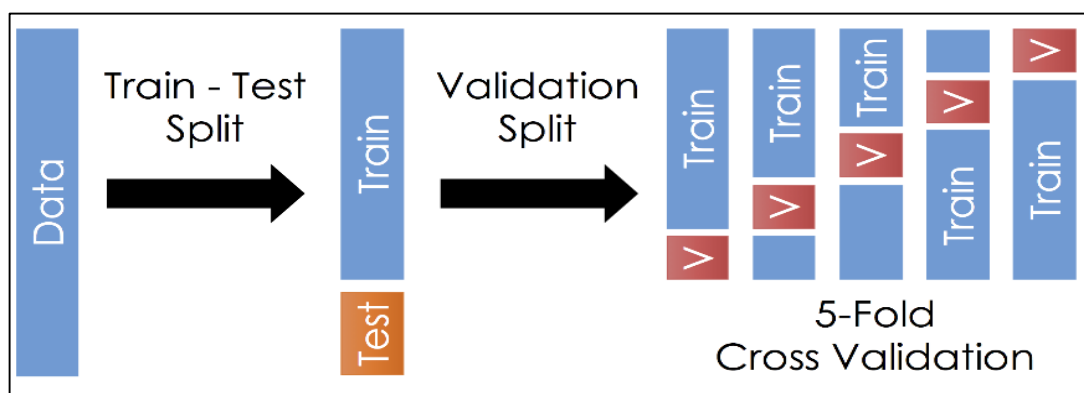 Data
Train - Test
Split
Train
Test
Validation
Split
Train
V
Train
V
Train
V
V
Train
V
Train
5-Fold
Cross Validation